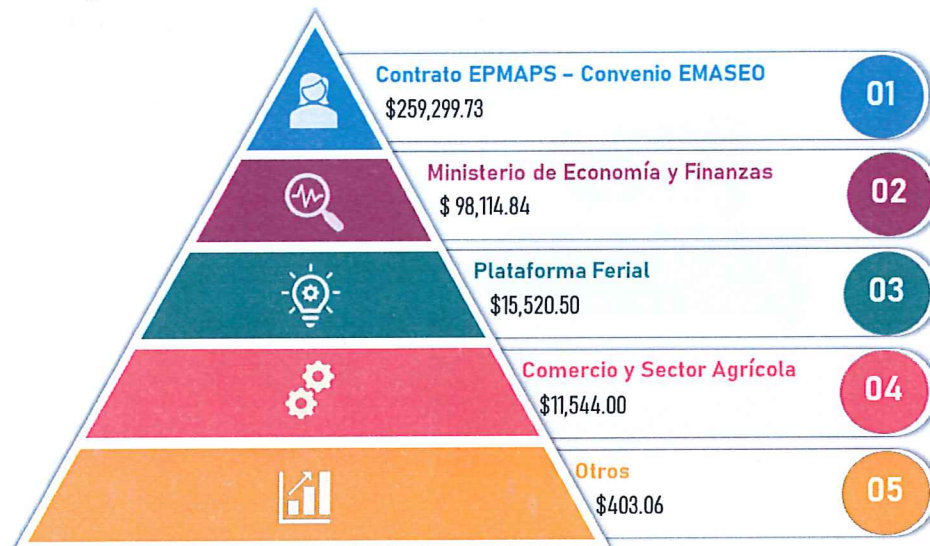 Contrato EPMAPS – Convenio EMASEO
$259,299.73
01
Ministerio de Economía y Finanzas
$ 98,114.84
02
Plataforma Ferial
$15,520.50
03
Comercio y Sector Agrícola
$11,544.00
04
Otros
$403.06
05